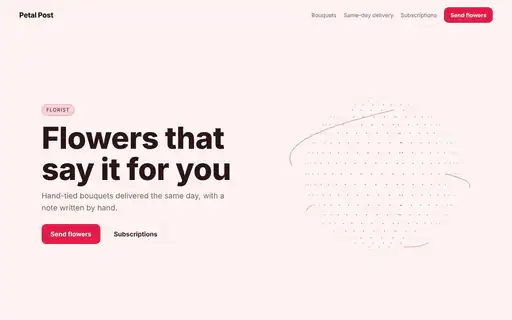 Petal Post
Bouquets Same-day delivery Subscriptions Send flowers
FLORIST
Flowers that
say it for you
Hand-tied bouquets delivered the same day, with a
note written by hand.
Send flowers Subscriptions